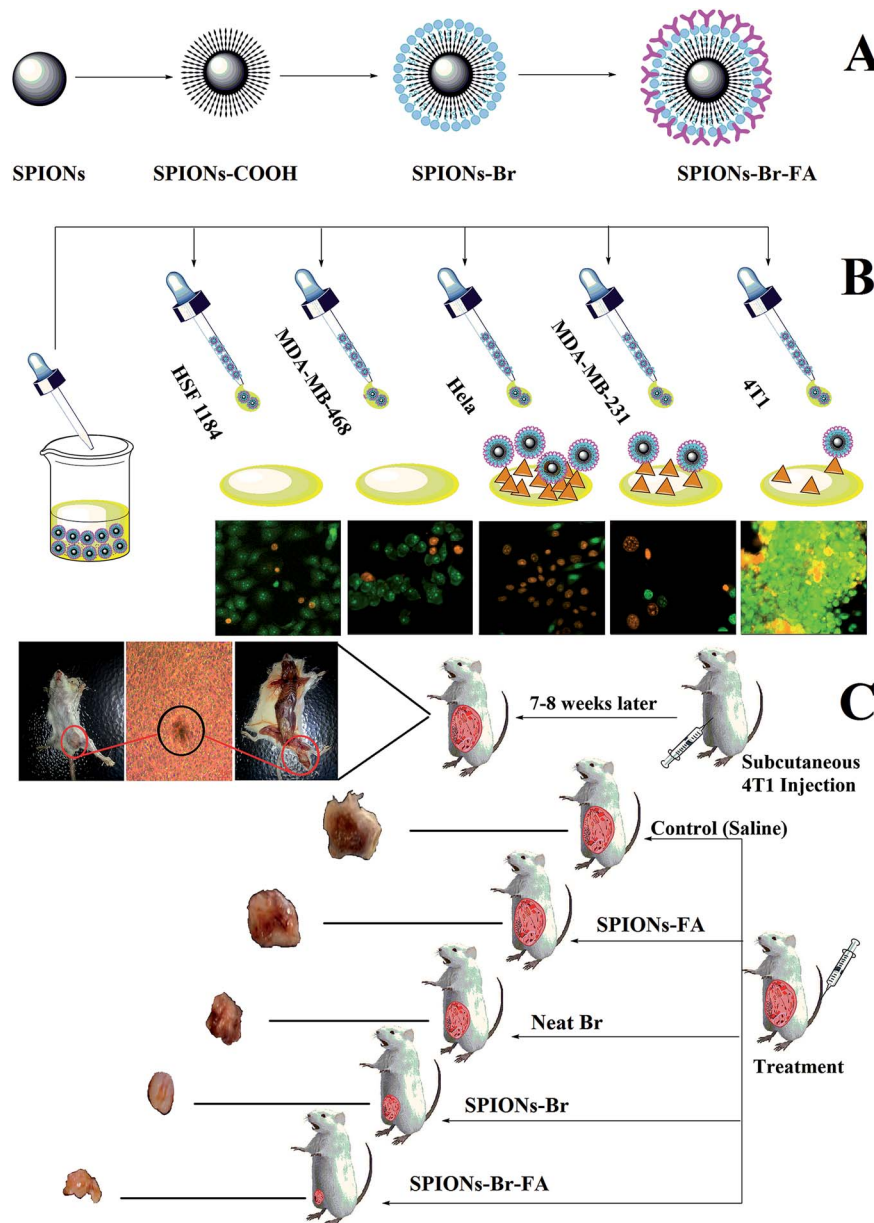 A
SPIONs
SPIONs-COOH
SPIONs-Br
SPIONs-Br-FA
B
HSF 1184
MDA-MB-468
Hela
MDA-MB-231
4T1
C
7-8 weeks later
Subcutaneous
4T1 Injection
Control (Saline)
SPIONs-FA
Neat Br
Treatment
SPIONs-Br
SPIONs-Br-FA